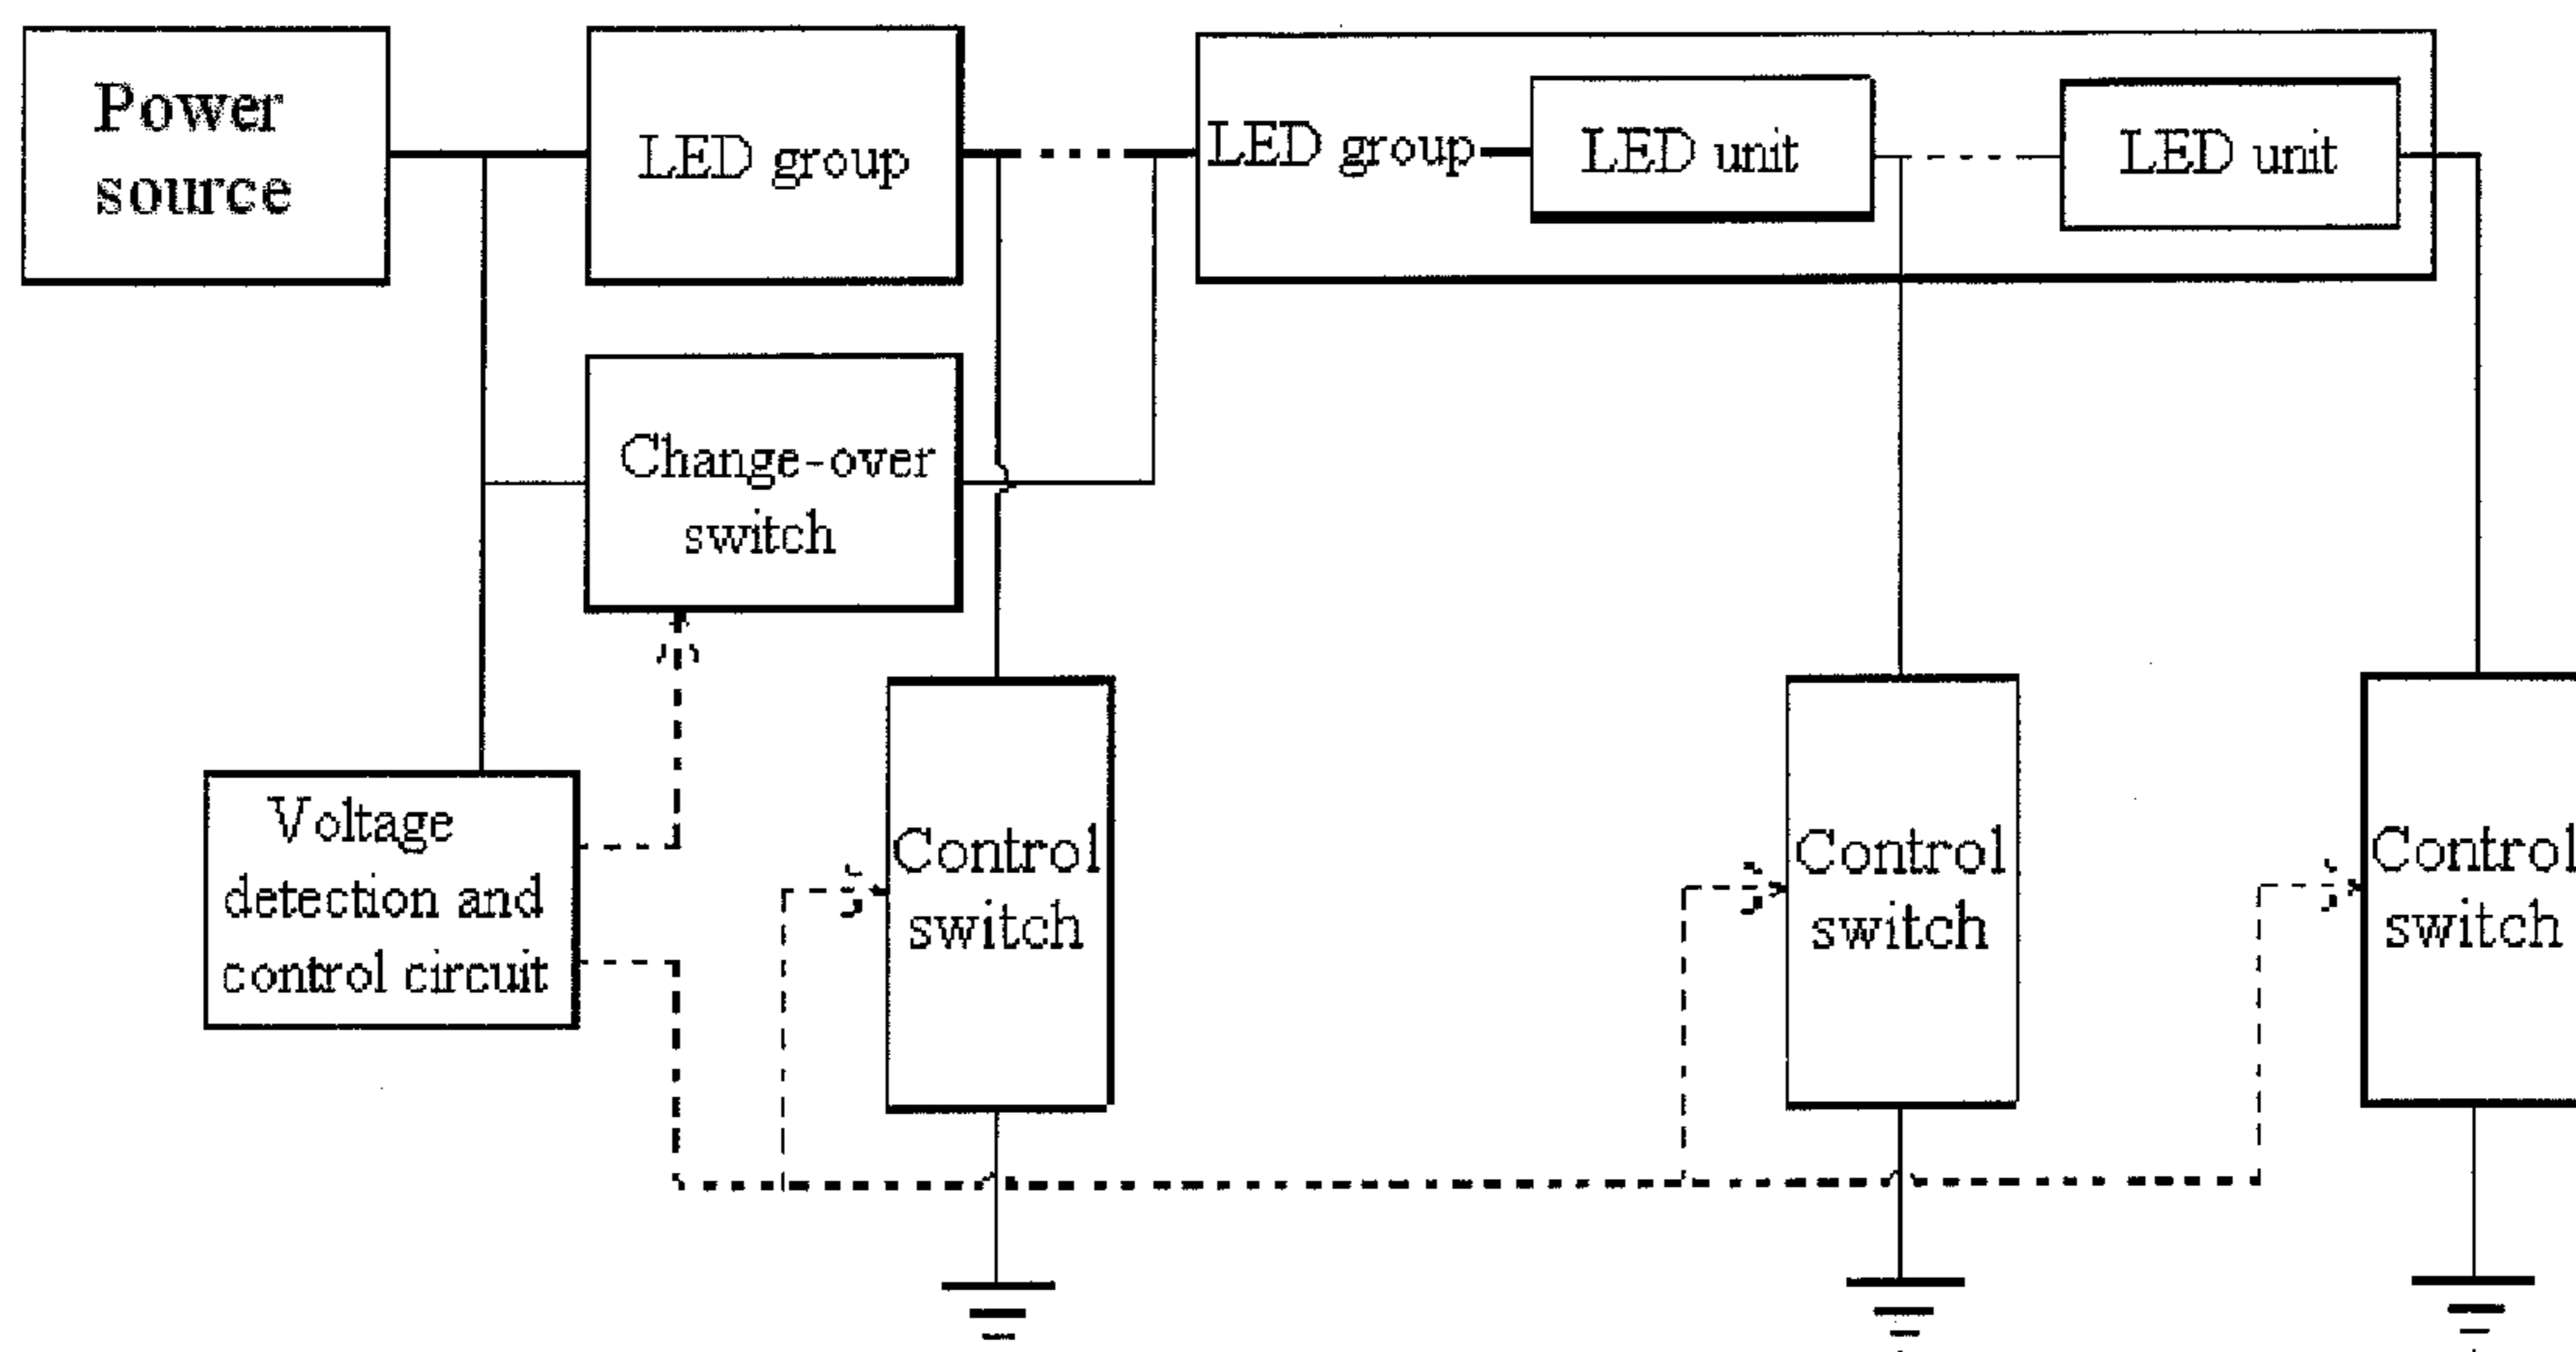 Power
source
LED group
LED group
LED unit
LED unit
Change-over
switch
Voltage
detection and
control circuit
Control
switch
Control
switch
Control
switch